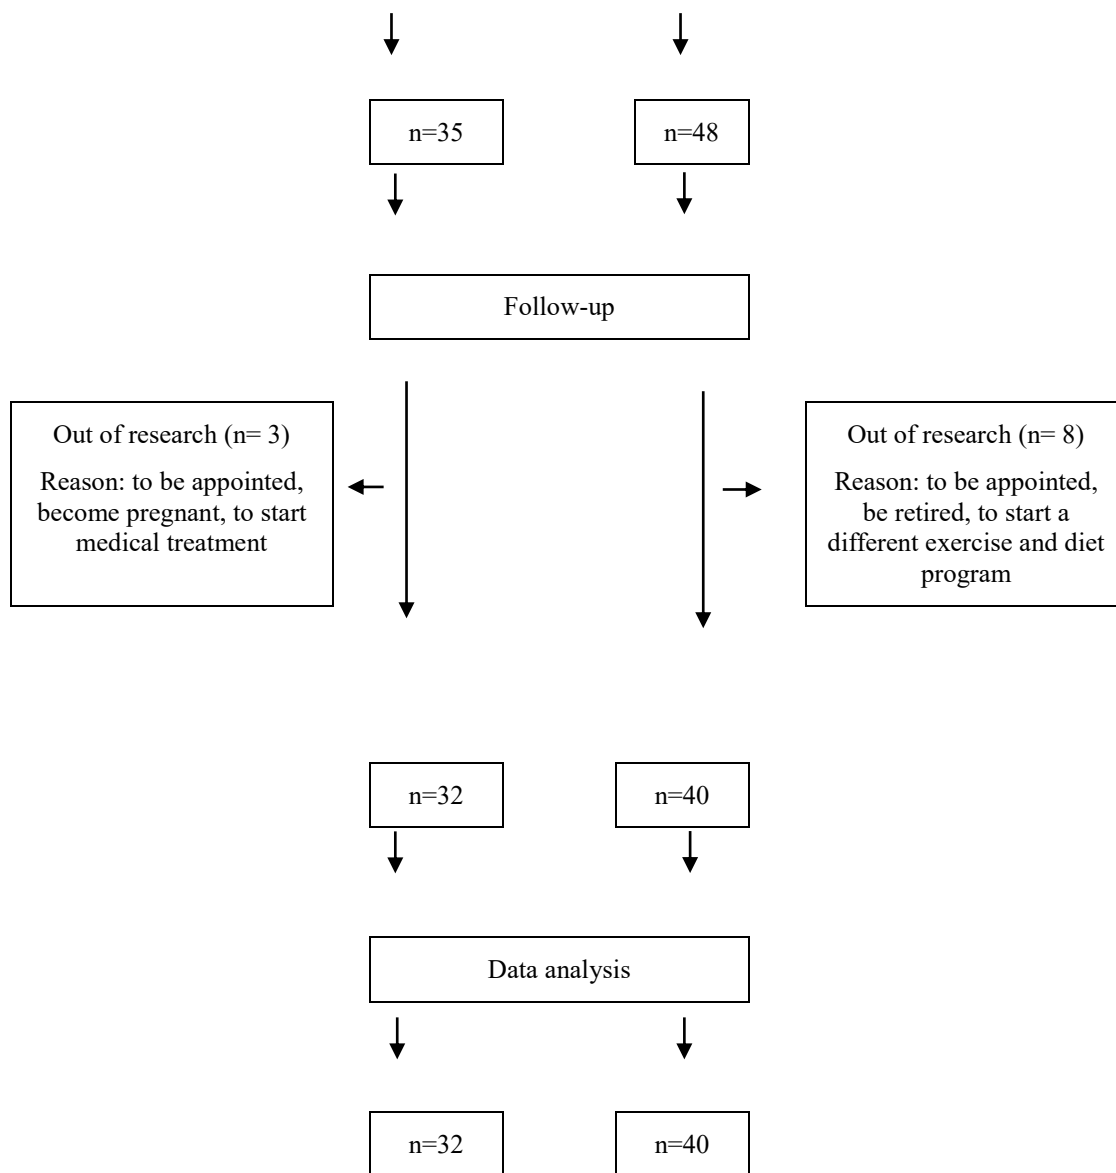 n=35
n=48
Follow-up
Out of research (n= 3)
Reason: to be appointed,
become pregnant, to start
medical treatment
Out of research (n= 8)
Reason: to be appointed,
be retired, to start a
different exercise and diet
program
n=32
n=40
Data analysis
n=32
n=40